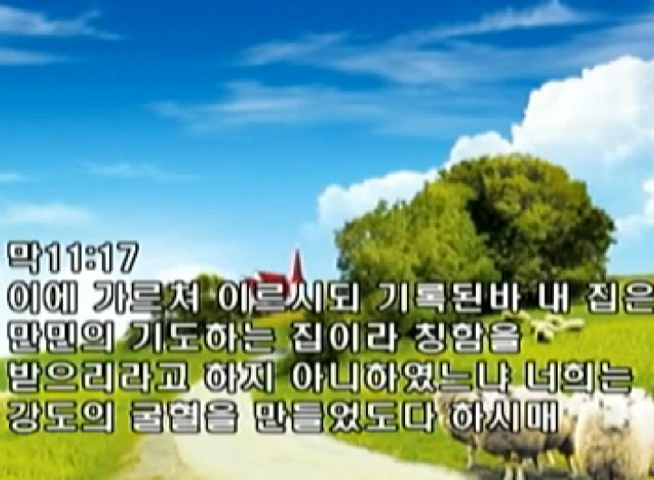 막11:17
이에 가르쳐 이르시되 기록된바 내 집은
만민의 기도하는 집이라 칭함을
받으리라고 하지 아니하였느냐 너희는
강도의 굴혈을 만들었도다 하시매